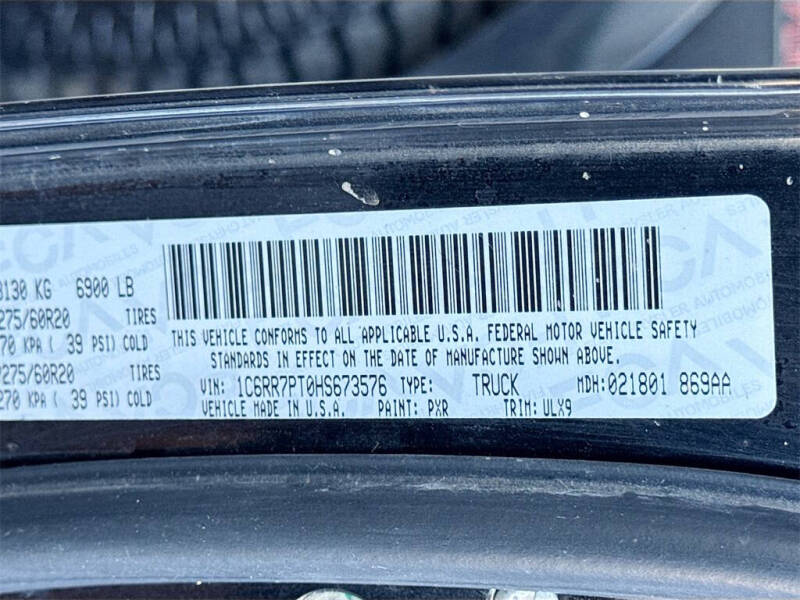 3130 KG 6900 LB
275/60R20 TIRES
70 KPA ( 39 PSI) COLD
P275/60R20 TIRES
270 KPA ( 39 PSI) COLD
THIS VEHICLE CONFORMS TO ALL APPLICABLE U.S.A. FEDERAL MOTOR VEHICLE SAFETY
STANDARDS IN EFFECT ON THE DATE OF MANUFACTURE SHOWN ABOVE.
VIN: 1C6RR7PT0HS673576 TYPE: TRUCK MDH:021801 869AA
VEHICLE MADE IN U.S.A. PAINT: PXR TRIM: ULX9